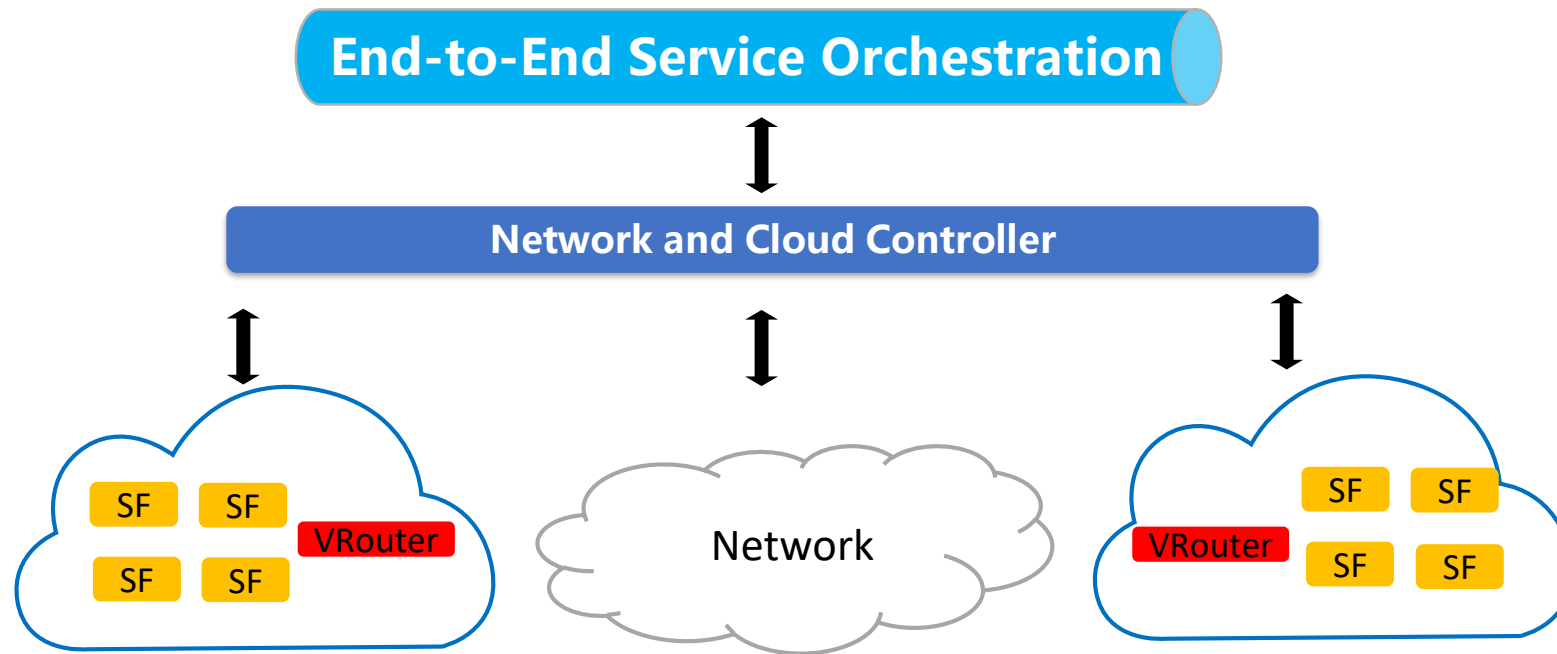 End-to-End Service Orchestration
Network and Cloud Controller
SF SF
VRouter
SF SF
Network
SF SF
VRouter
SF SF